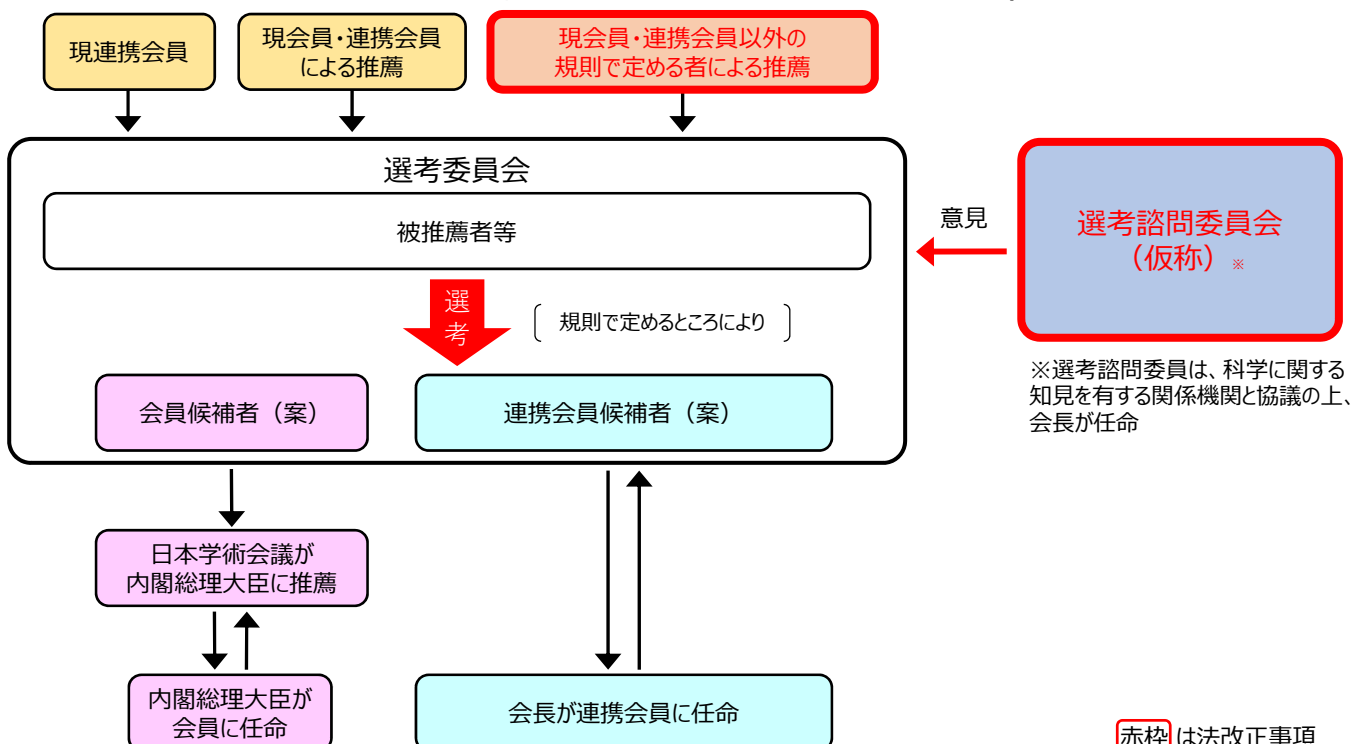 現連携会員
現会員・連携会員
による推薦
現会員・連携会員以外の
規則で定める者による推薦
選考委員会
被推薦者等
意見
選考諮問委員会
（仮称）※
選
考
規則で定めるところにより
※選考諮問委員は、科学に関する
知見を有する関係機関と協議の上、
会長が任命
会員候補者（案）
連携会員候補者（案）
日本学術会議が
内閣総理大臣に推薦
内閣総理大臣が
会員に任命
会長が連携会員に任命
赤枠は法改正事項